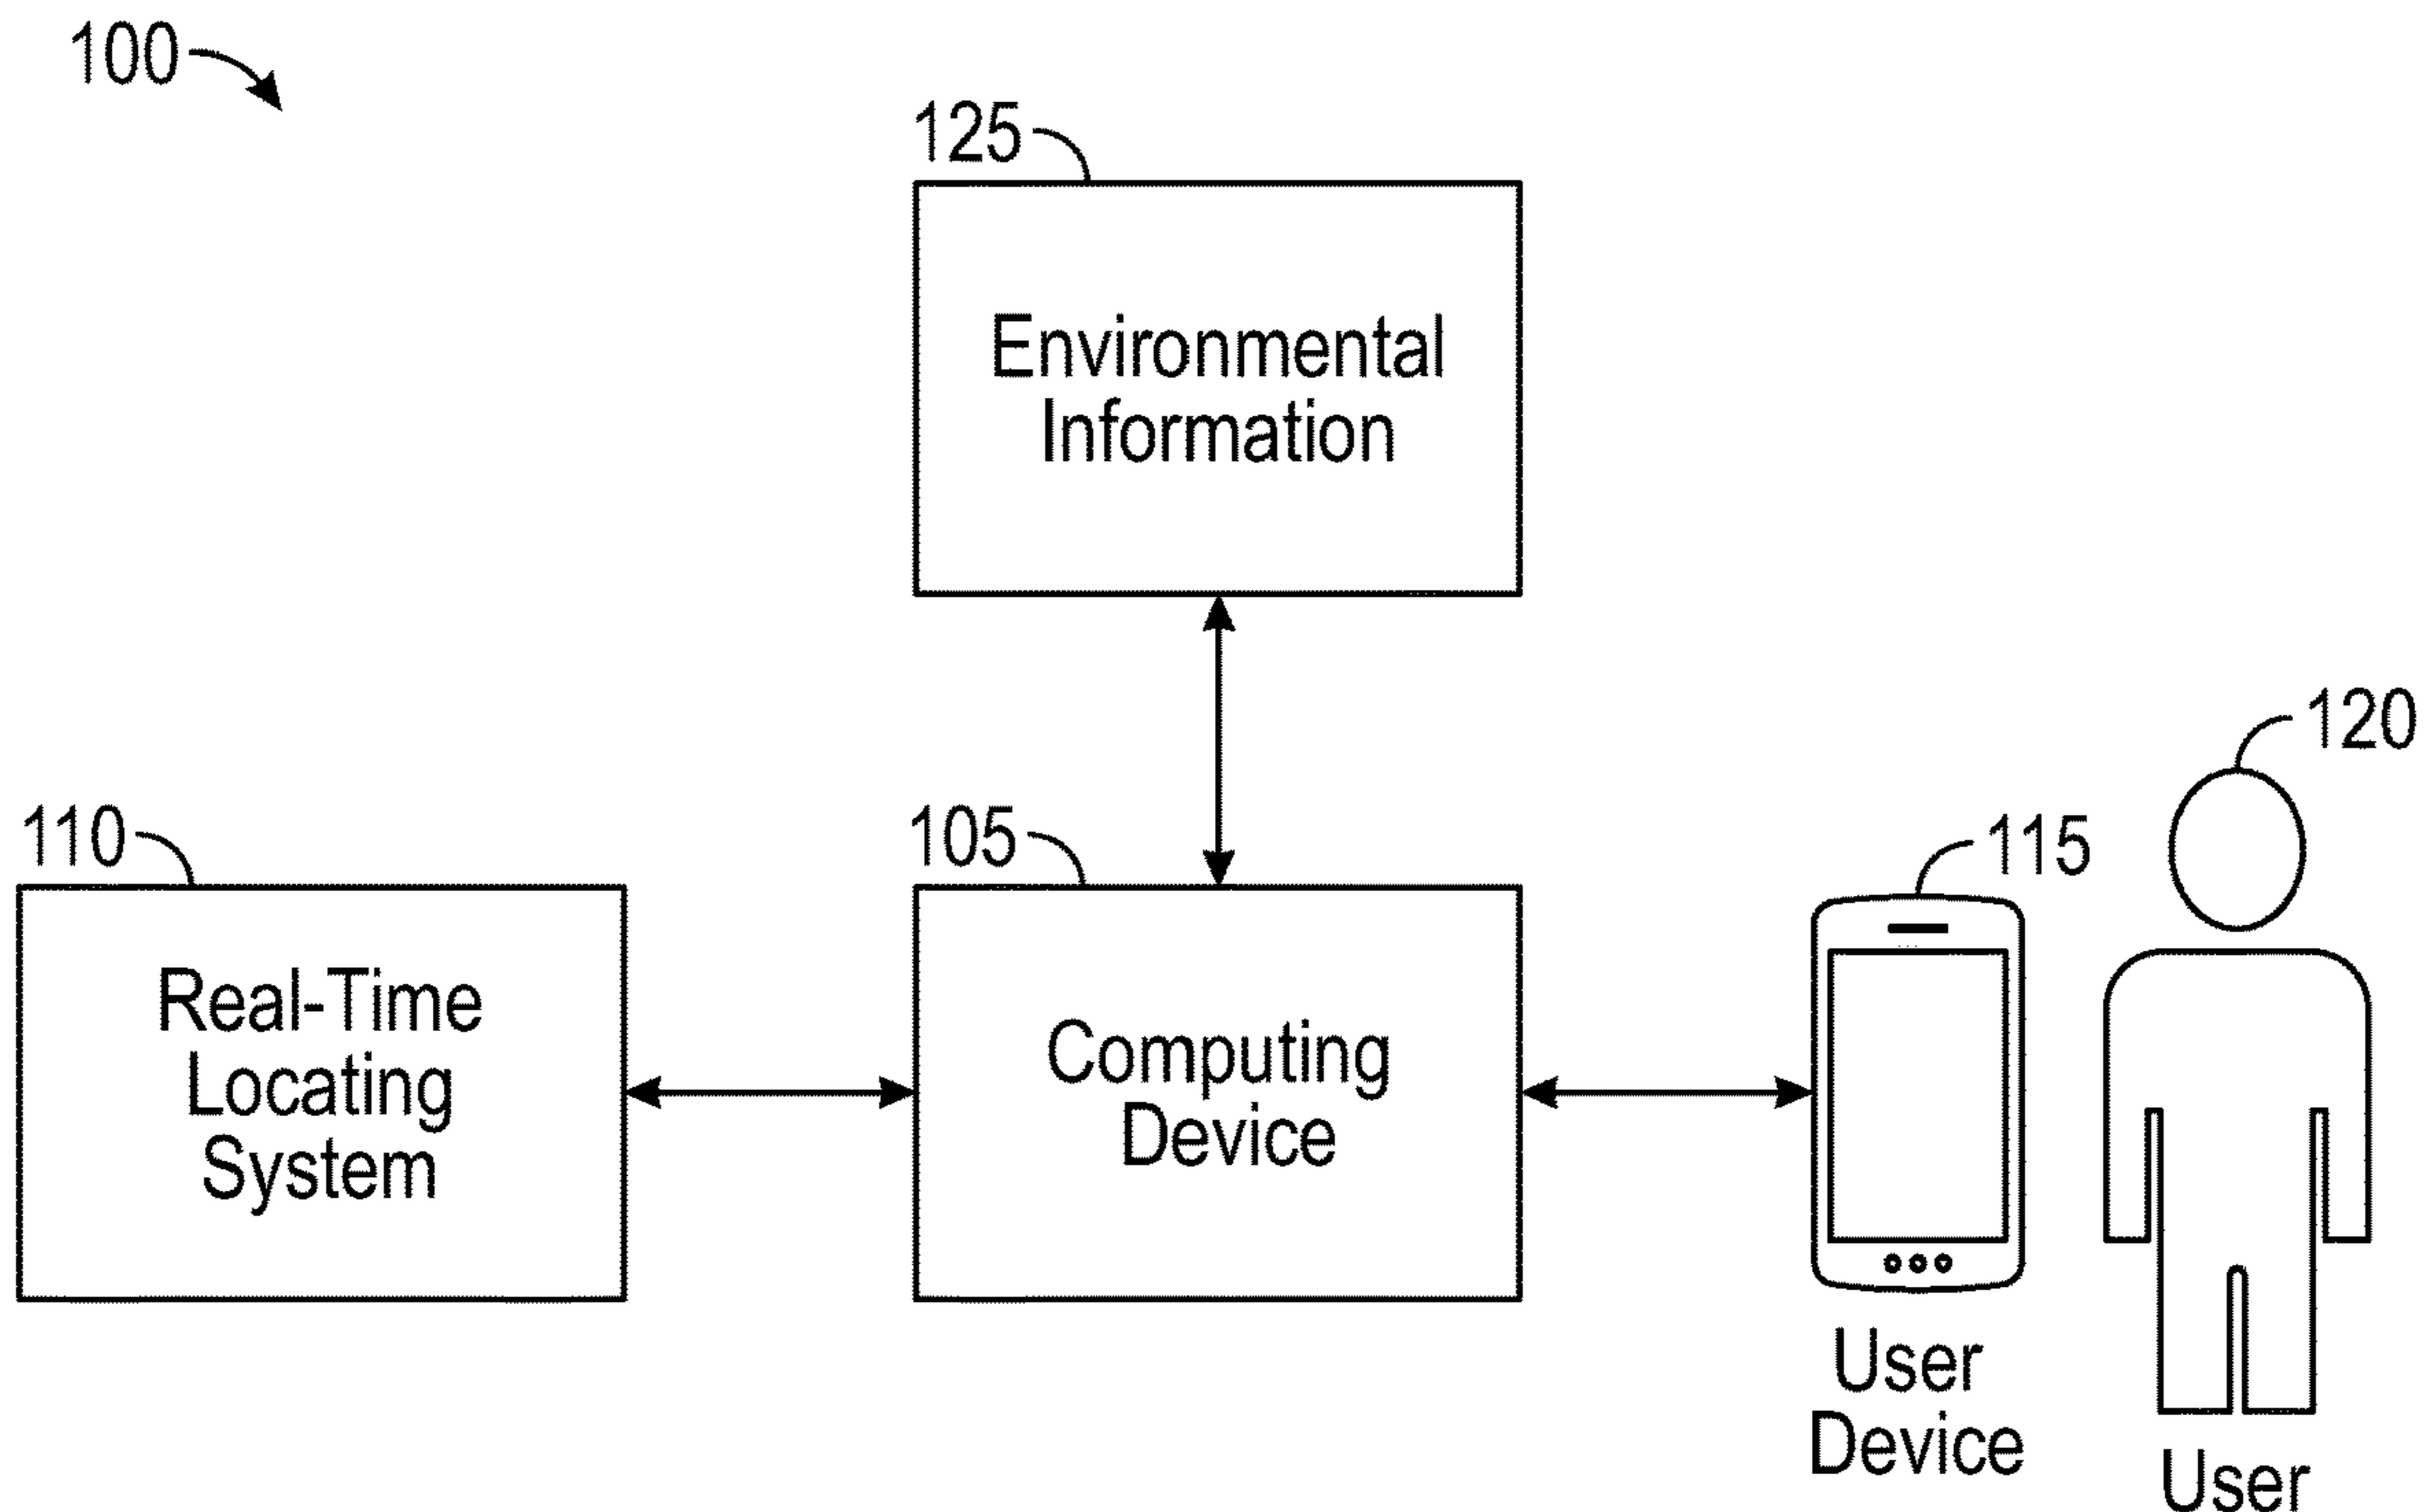 100
125
Environmental
Information
120
110
105
115
Real-Time
Locating
System
Computing
Device
User
Device
User